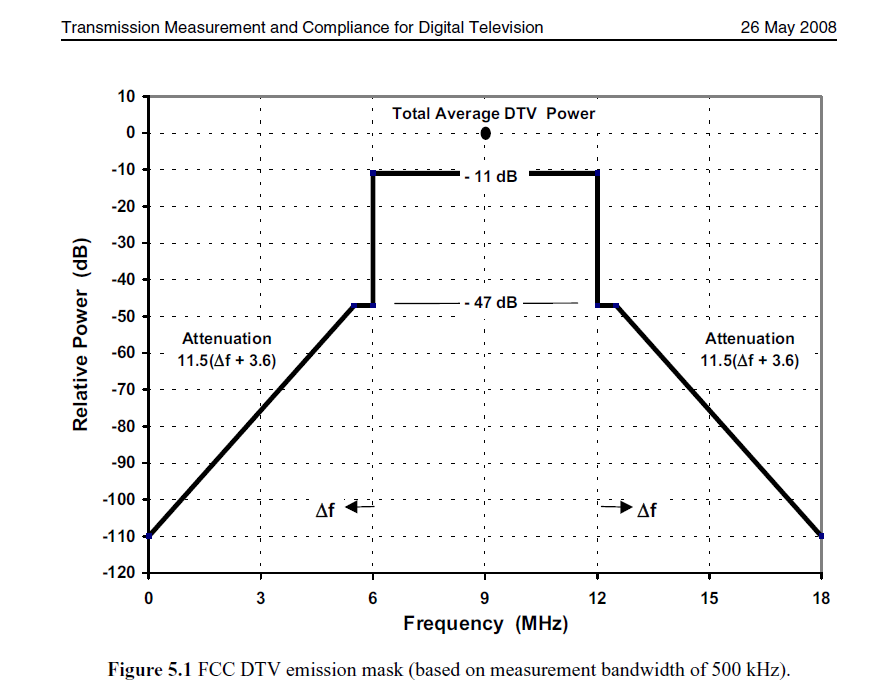 Transmission Measurement and Compliance for Digital Television 26 May 2008
10
Total Average DTV Power
0
-10
- 11 dB
-20
-30
-40
- 47 dB
-50
Attenuation Attenuation
-60
11.5(Δf + 3.6) 11.5(Δf + 3.6)
-70
-80
-90
-100
Δf Δf
-110
-120
0 3 6 9 12 15 18
Relative Power (dB)
Frequency (MHz)
Figure 5.1 FCC DTV emission mask (based on measurement bandwidth of 500 kHz).